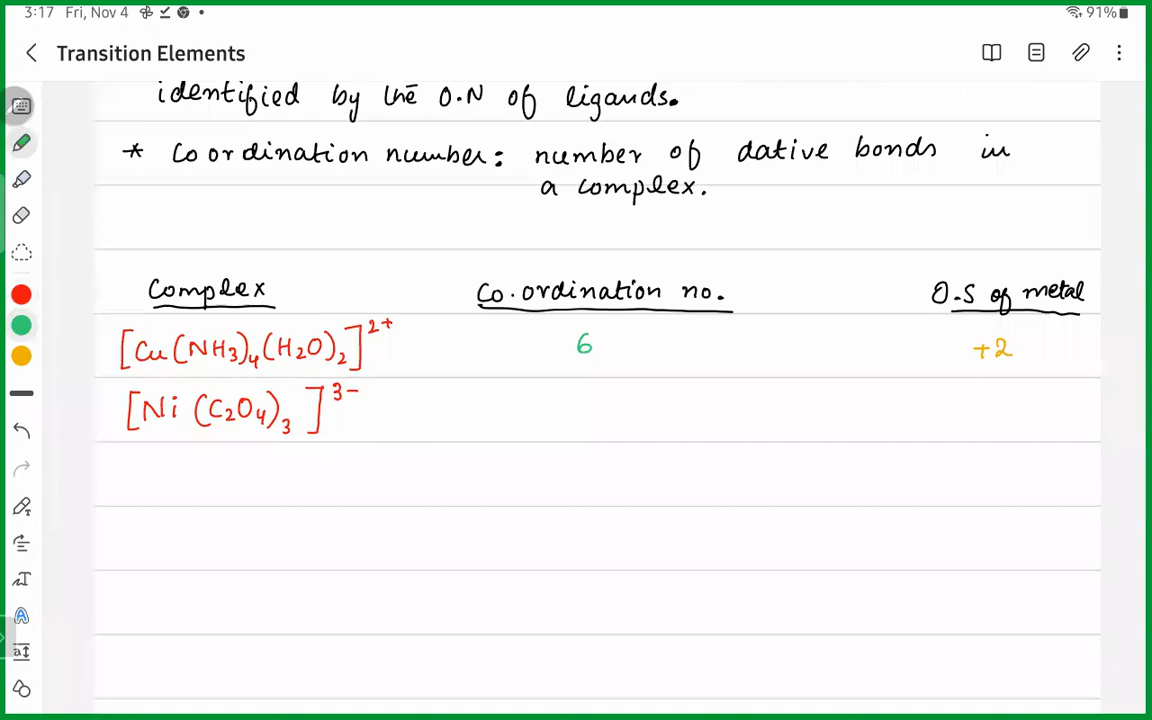 3:17 Fri, Nov 4 91%
Transition Elements
identified by the O.N of ligands.
* Coordination number: number of dative bonds in
a complex.
Complex Co.ordination no. O.S of metal
[Cu(NH₃)₄(H₂O)₂]²⁺ 6 +2
[Ni(C₂O₄)₃]³⁻